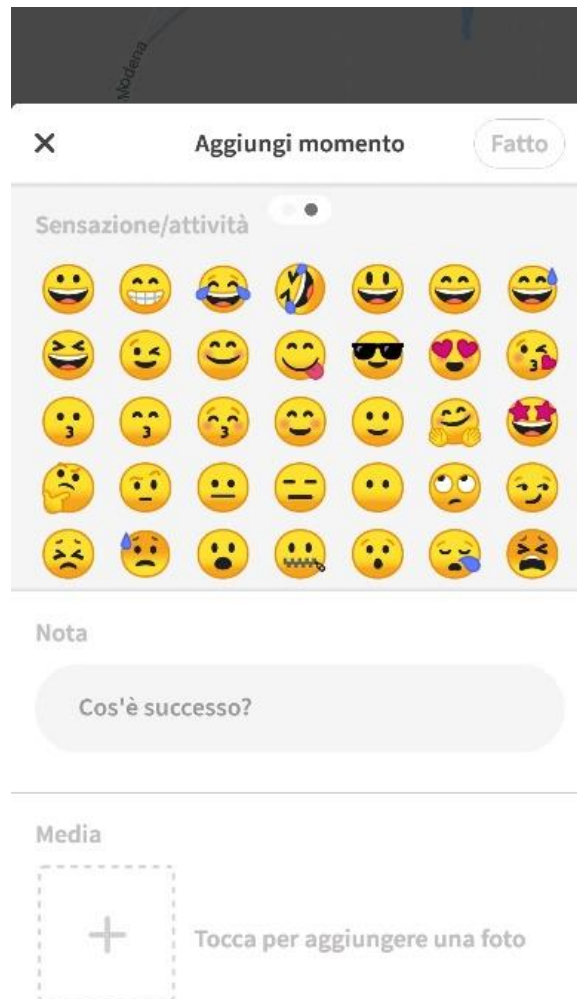 Modena
Aggiungi momento
Fatto
Sensazione/attività
Nota
Cos'è successo?
Media
Tocca per aggiungere una foto